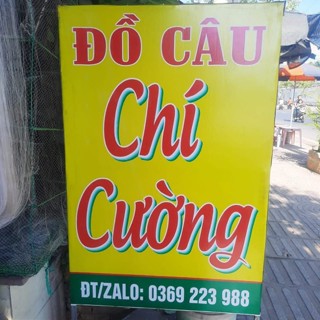 ĐỒ CÂU
Chí
Cường
ĐT/ZALO: 0369 223 988